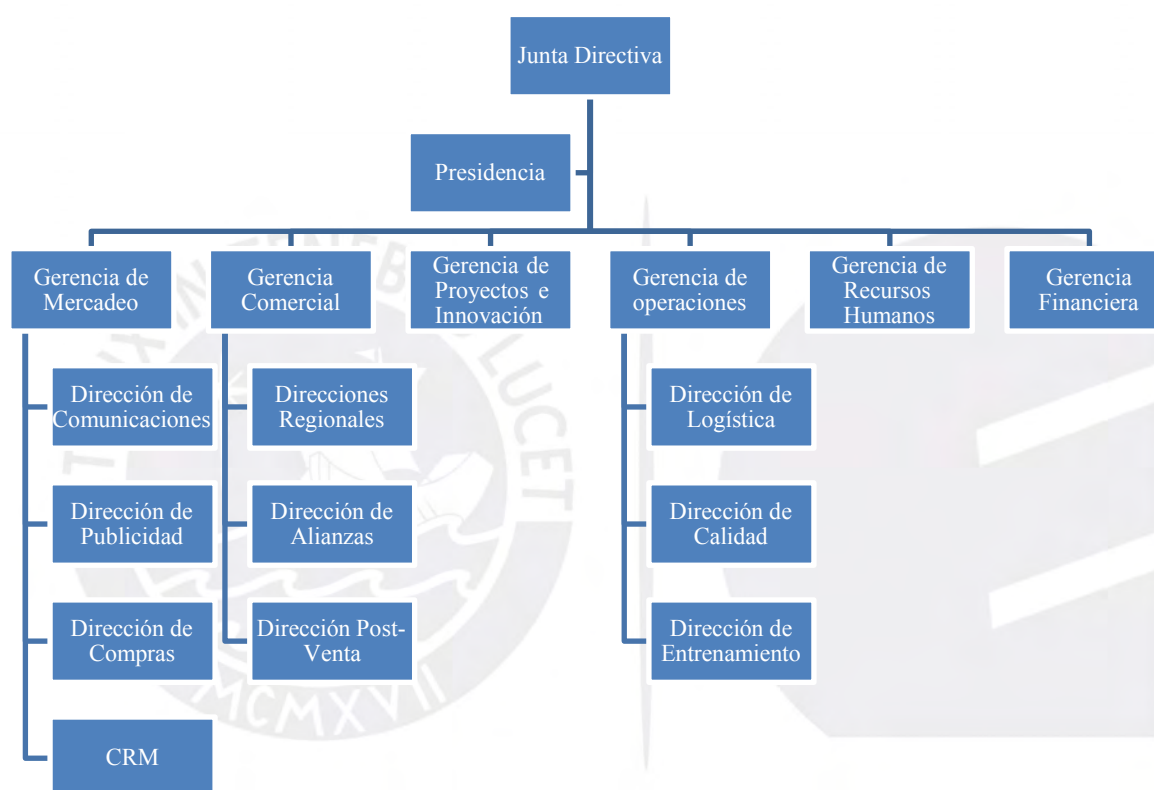 Junta Directiva
Presidencia
Gerencia de
Mercadeo
Gerencia
Comercial
Gerencia de
Proyectos e
Innovación
Gerencia de
operaciones
Gerencia de
Recursos
Humanos
Gerencia
Financiera
Dirección de
Comunicaciones
Direcciones
Regionales
Dirección de
Logística
Dirección de
Publicidad
Dirección de
Alianzas
Dirección de
Calidad
Dirección de
Compras
Dirección Post-
Venta
Dirección de
Entrenamiento
CRM
LUCET
MCMXVII